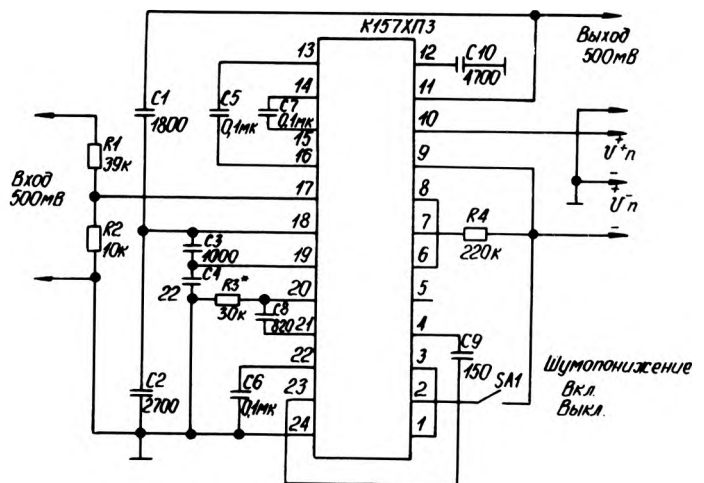 К157ХП3
13
12
C10
4700
Выход
500мВ
14
11
C1
1800
C5
0,1мк
C7
0,1мк
15
10
U+п
R1
39к
16
9
Вход
500мВ
17
8
+
U-п
-
R2
10к
18
7
R4
220к
-
C3
1000
19
6
C4
22
R3*
30к
20
5
C8
820
21
4
C9
150
22
3
C2
2700
C6
0,1мк
23
2
SA1
24
1
Шумопонижение
Вкл.
Выкл.